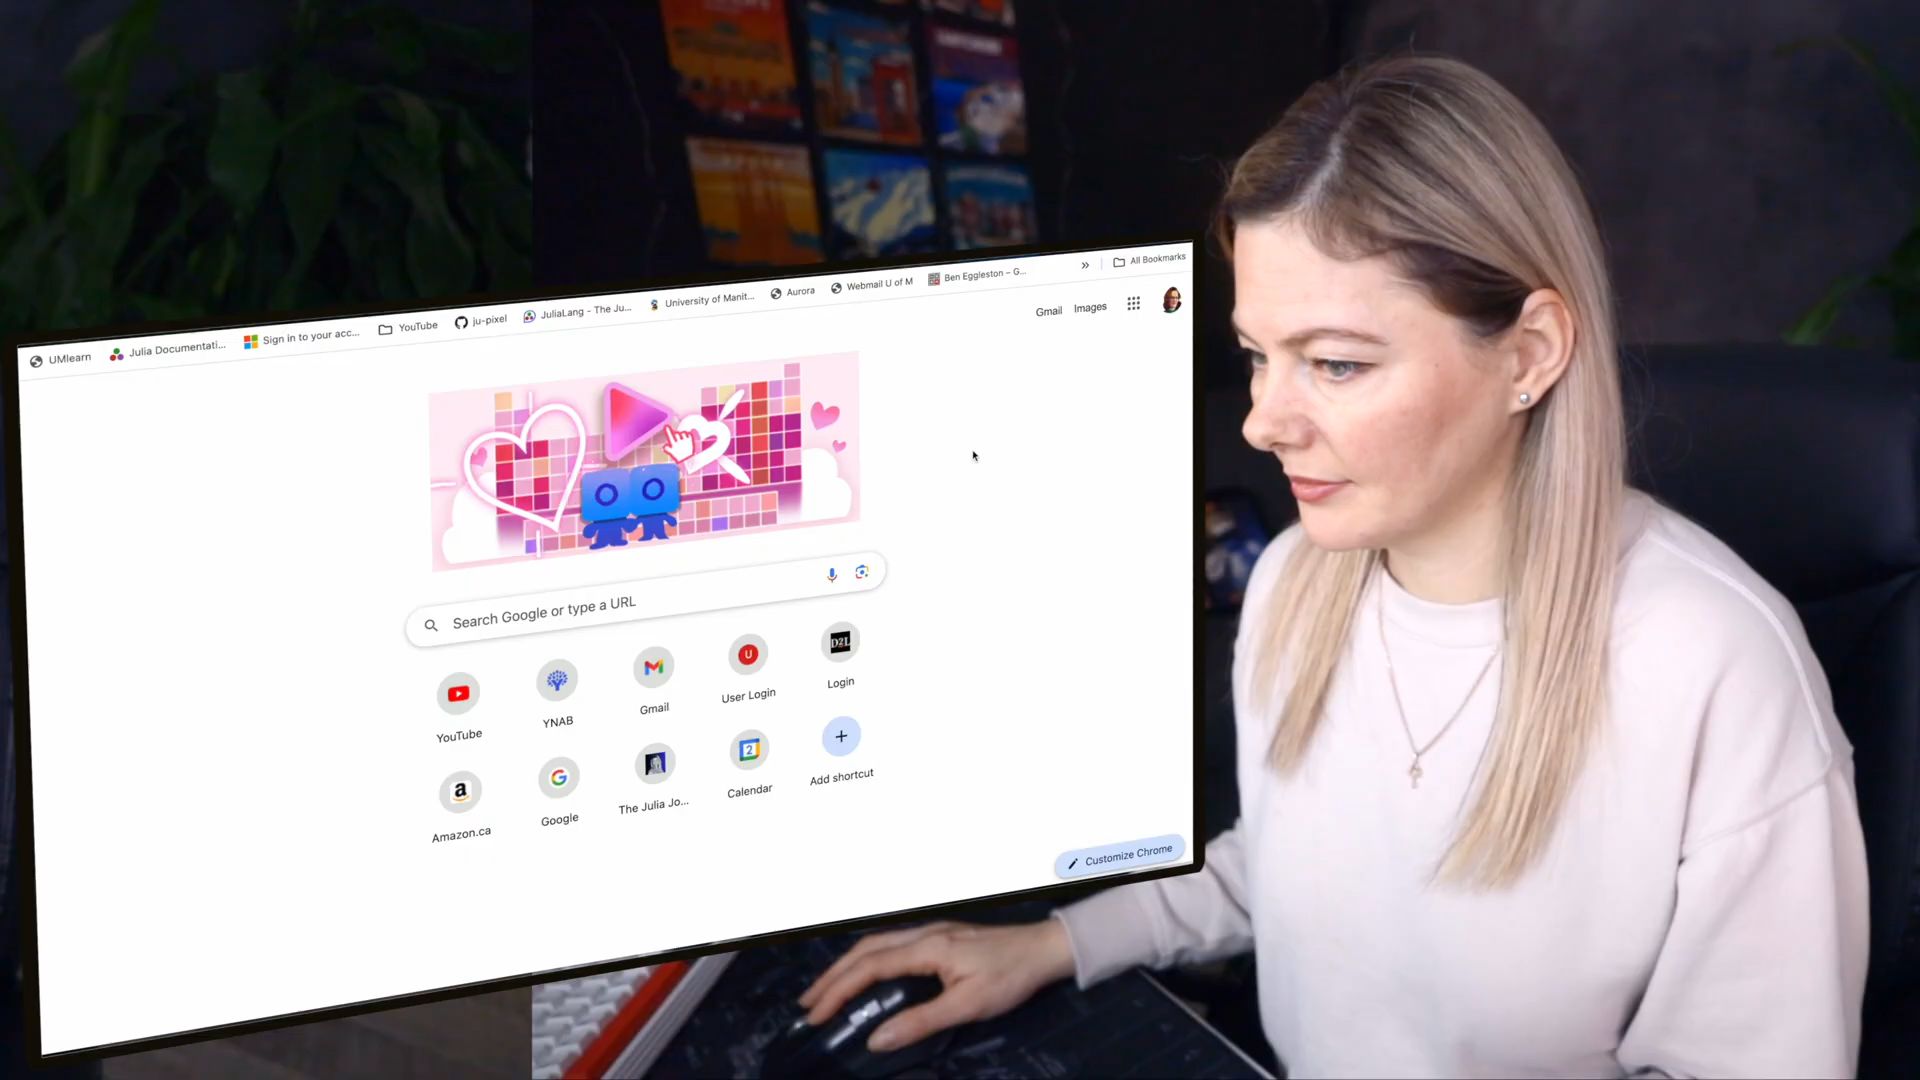 UMlearn
Julia Documentati...
Sign in to your acc...
YouTube
ju-pixel
JuliaLang - The Ju...
University of Manit...
Aurora
Webmail U of M
Ben Eggleston – G...
»
All Bookmarks
Gmail
Images
Search Google or type a URL
YouTube
YNAB
Gmail
U
User Login
D2L
Login
a
Amazon.ca
G
Google
The Julia Jo...
2
Calendar
+
Add shortcut
Customize Chrome